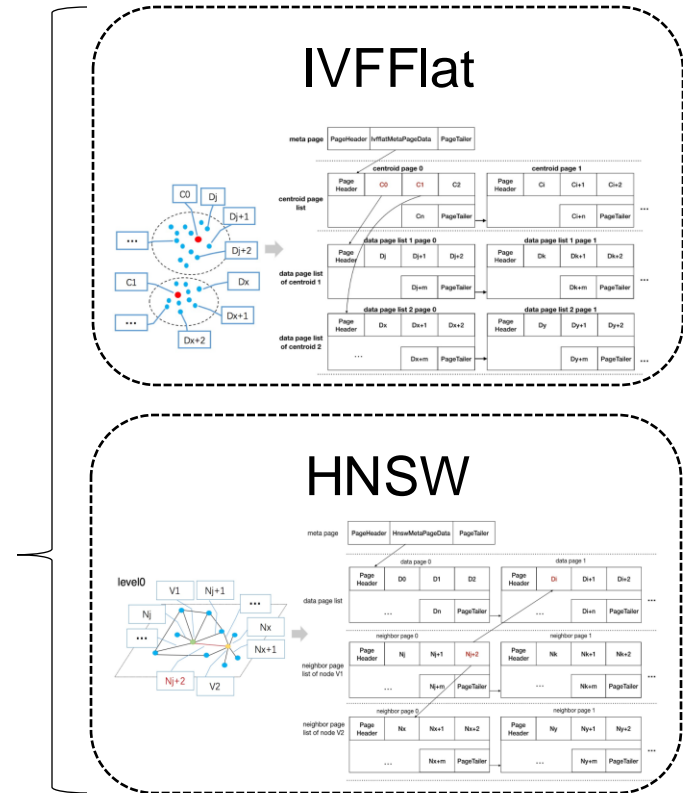 IVFFlat
meta page PageHeader IvfflatMetaPageData PageTailer
centroid page 0 centroid page 1
C0 Dj Dj+1 Dj+2 ... C1 Dx Dx+1 Dx+2 ...
centroid page list
Page Header C0 C1 C2 Page Header Ci Ci+1 Ci+2
Cn PageTailer Ci+n PageTailer ...
data page list 1 page 0 data page list 1 page 1
data page list of centroid 1
Page Header Dj Dj+1 Dj+2 Page Header Dk Dk+1 Dk+2
Dj+m PageTailer Dk+m PageTailer
data page list 2 page 0 data page list 2 page 1
data page list of centroid 2
Page Header Dx Dx+1 Dx+2 Page Header Dy Dy+1 Dy+2
... Dx+m PageTailer Dy+m PageTailer ...
HNSW
meta page PageHeader HnswMetaPageData PageTailer
data page 0 data page 1
level0
V1 Nj+1 ... Nj Nx ... Nx+1 Nj+2 V2
data page list
Page Header D0 D1 D2 Page Header Di Di+1 Di+2
... Dn PageTailer ... Di+n PageTailer ...
neighbor page 0 neighbor page 1
neighbor page list of node V1
Page Header Nj Nj+1 Nj+2 Page Header Nk Nk+1 Nk+2
... Nj+m PageTailer ... Nk+m PageTailer
neighbor page 0 neighbor page 1
neighbor page list of node V2
Page Header Nx Nx+1 Nx+2 Page Header Ny Ny+1 Ny+2
... Nx+m PageTailer ... Ny+m PageTailer ...